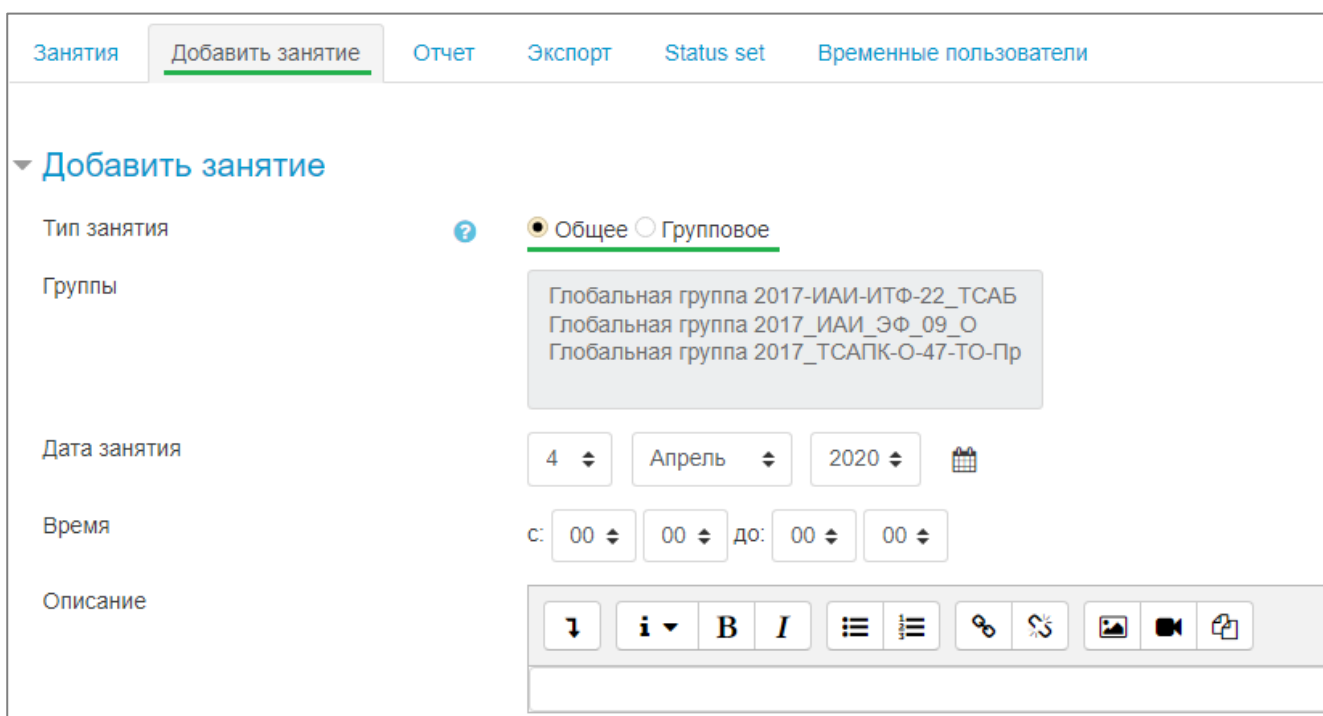 Занятия Добавить занятие Отчет Экспорт Status set Временные пользователи
Добавить занятие
Тип занятия ? Общее Групповое
Группы
Глобальная группа 2017-ИАИ-ИТФ-22_ТСАБ
Глобальная группа 2017_ИАИ_ЭФ_09_О
Глобальная группа 2017_ТСАПК-О-47-ТО-Пр
Дата занятия 4 Апрель 2020
Время с: 00 00 до: 00 00
Описание
i B I